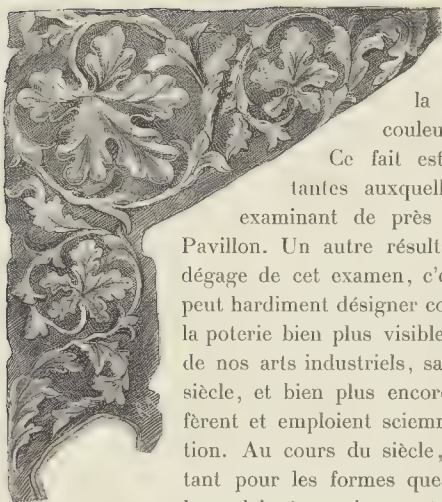 la
couleu
Ce fait est
tantes auxquell
examinant de près
Pavillon. Un autre résult
dégage de cet examen, c'e
peut hardiment désigner co
la poterie bien plus visible
de nos arts industriels, sa
siècle, et bien plus encor
fèrent et emploient sciemm
tion. Au cours du siècle,
tant pour les formes que